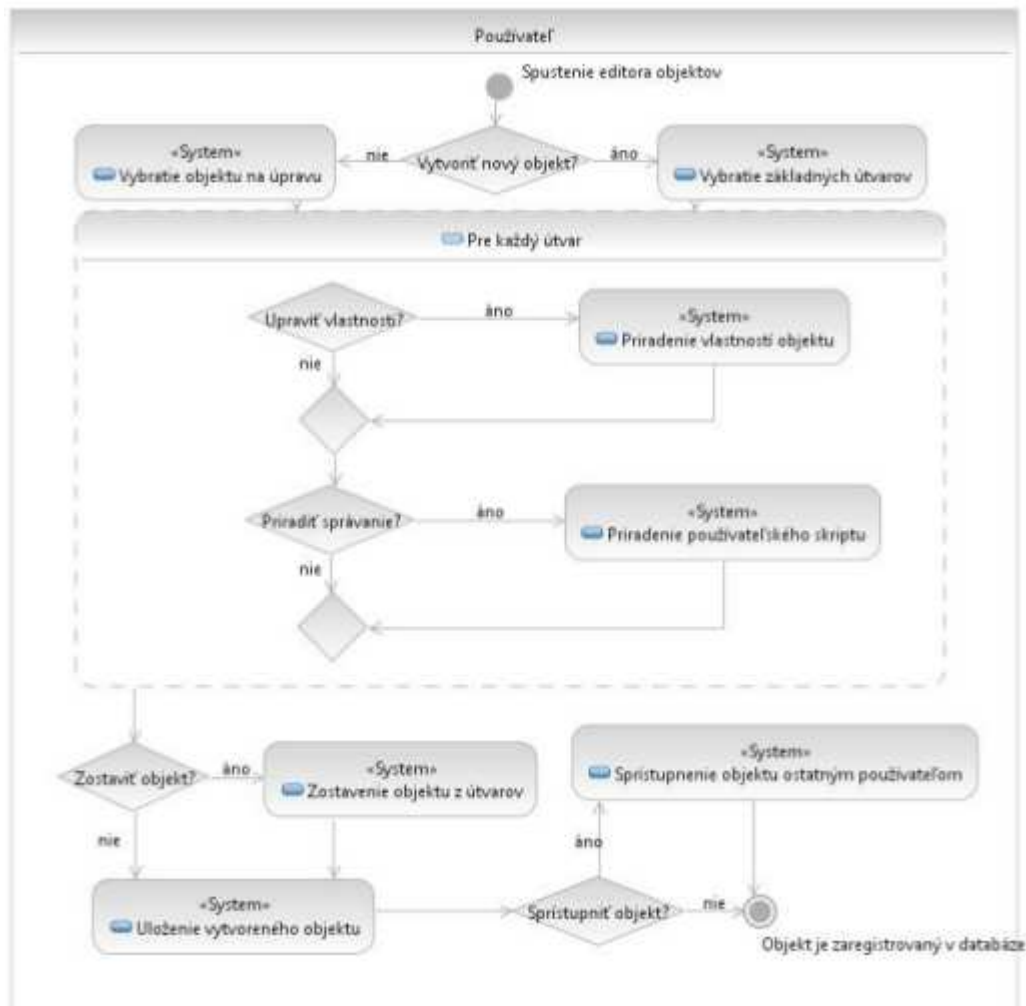 Používateľ
Spustenie editora objektov
Vytvoriť nový objekt?
nie
áno
«System»
Vybratie objektu na úpravu
«System»
Vybratie základných útvarov
Pre každý útvar
Upraviť vlastnosti?
áno
«System»
Priradenie vlastností objektu
nie
Priradiť správanie?
áno
«System»
Priradenie používateľského skriptu
nie
Zostaviť objekt?
áno
«System»
Zostavenie objektu z útvarov
«System»
Sprístupnenie objektu ostatným používateľom
nie
áno
«System»
Uloženie vytvoreného objektu
Sprístupniť objekt?
nie
Objekt je zaregistrovaný v databáze